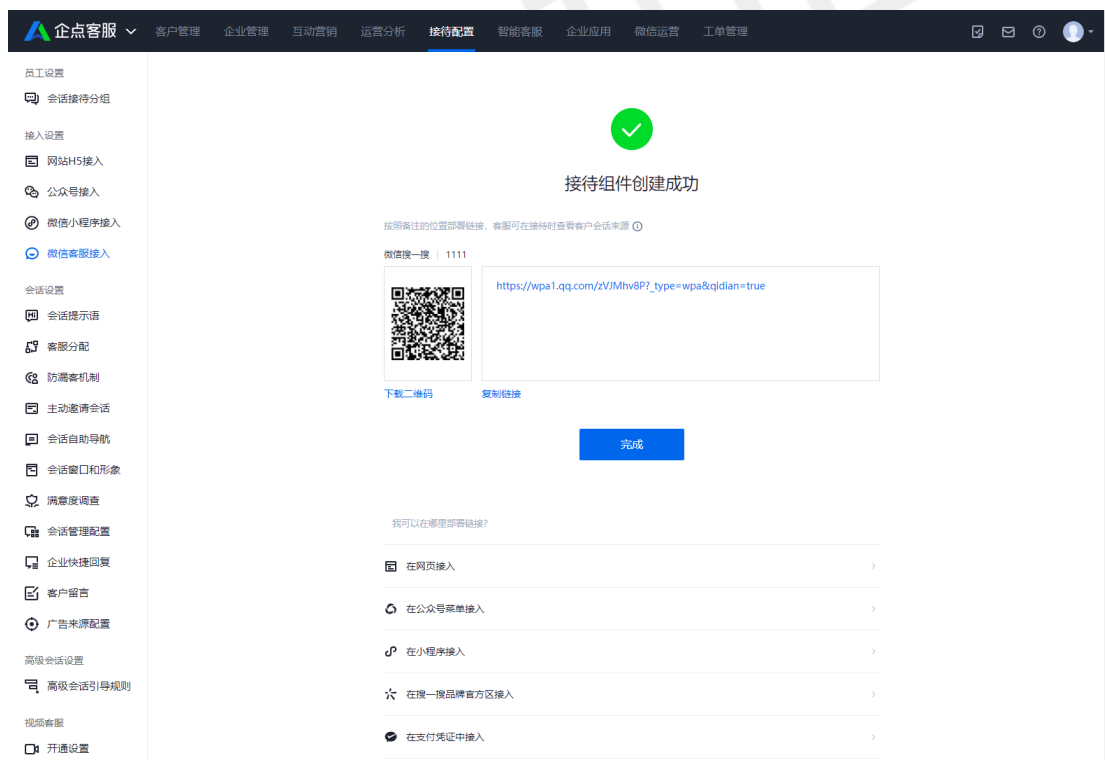 企点客服
客户管理 企业管理 互动营销 运营分析 接待配置 智能客服 企业应用 微信运营 工单管理
员工设置
会话接待分组
接入设置
网站H5接入
公众号接入
微信小程序接入
微信客服接入
会话设置
会话提示语
客服分配
防漏客机制
主动邀请会话
会话自助导航
会话窗口和形象
满意度调查
会话管理配置
企业快捷回复
客户留言
广告来源配置
高级会话设置
高级会话引导规则
视频客服
开通设置
接待组件创建成功
按照备注的位置部署链接，客服可在接待时查看客户会话来源
微信搜一搜 | 1111
https://wpa1.qq.com/zVJMhv8P?_type=wpa&qidian=true
下载二维码 复制链接
完成
我可以在哪里部署链接?
在网页接入
在公众号菜单接入
在小程序接入
在搜一搜品牌官方区接入
在支付凭证中接入